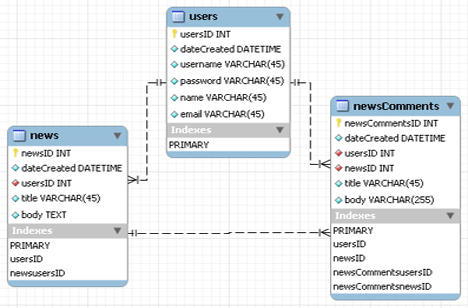 users
usersID INT
dateCreated DATETIME
username VARCHAR(45)
password VARCHAR(45)
name VARCHAR(45)
email VARCHAR(45)
Indexes
PRIMARY
news
newsID INT
dateCreated DATETIME
usersID INT
title VARCHAR(45)
body TEXT
Indexes
PRIMARY
usersID
newsusersID
newsComments
newsCommentsID INT
dateCreated DATETIME
usersID INT
newsID INT
title VARCHAR(45)
body VARCHAR(255)
Indexes
PRIMARY
usersID
newsID
newsCommentsusersID
newsCommentsnewsID